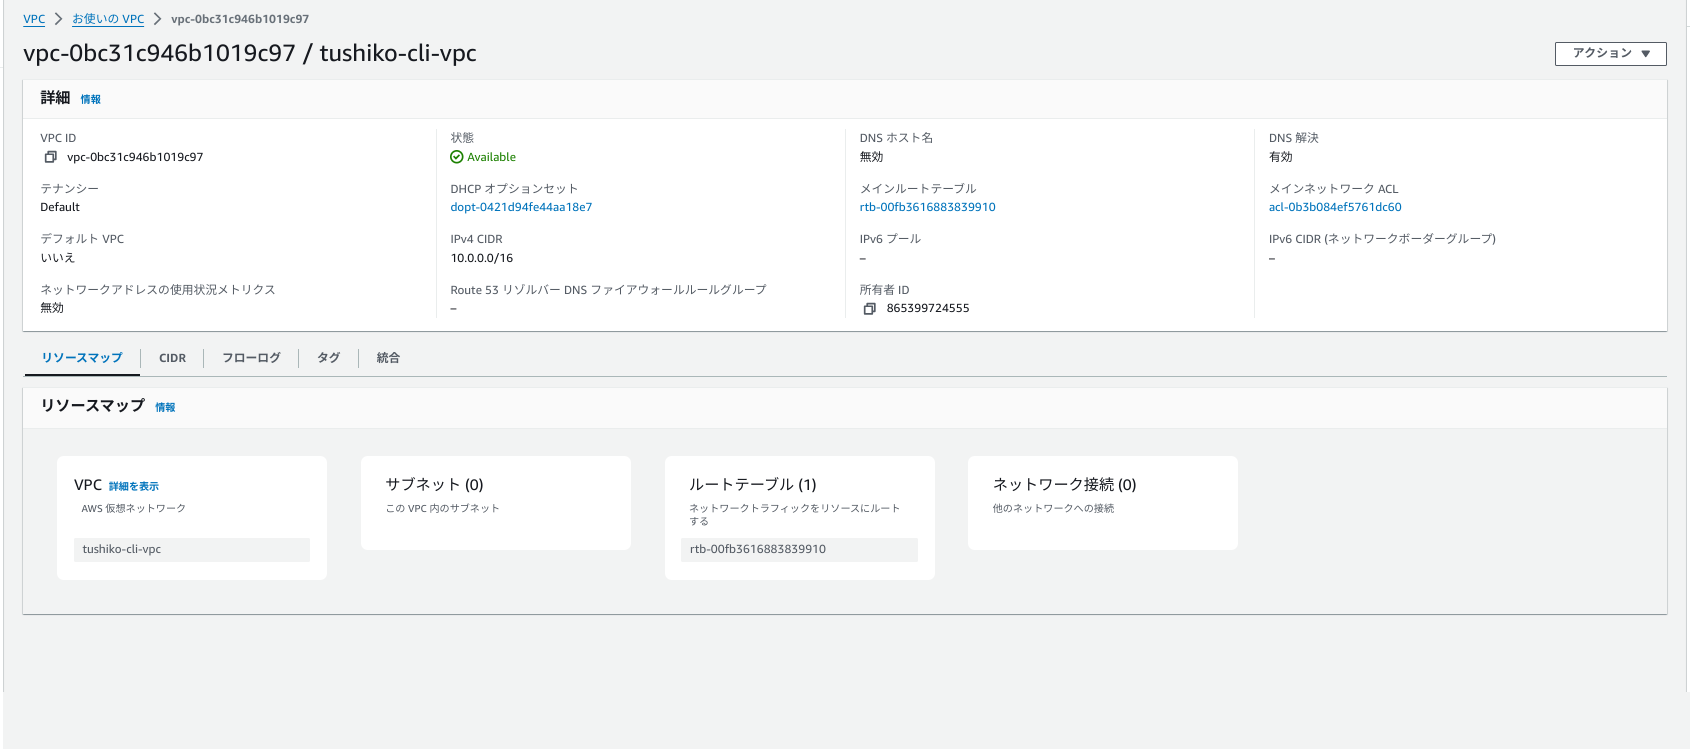 VPC > お使いの VPC > vpc-0bc31c946b1019c97
vpc-0bc31c946b1019c97 / tushiko-cli-vpc
アクション ▼
詳細 情報
VPC ID
vpc-0bc31c946b1019c97
状態
Available
DNS ホスト名
無効
DNS 解決
有効
テナンシー
Default
DHCP オプションセット
dopt-0421d94fe44aa18e7
メインルートテーブル
rtb-00fb3616883839910
メインネットワーク ACL
acl-0b3b084ef5761dc60
デフォルト VPC
いいえ
IPv4 CIDR
10.0.0.0/16
IPv6 プール
–
IPv6 CIDR (ネットワークボーダーグループ)
–
ネットワークアドレスの使用状況メトリクス
無効
Route 53 リゾルバー DNS ファイアウォールルールグループ
–
所有者 ID
865399724555
リソースマップ
CIDR
フローログ
タグ
統合
リソースマップ 情報
VPC 詳細を表示
AWS 仮想ネットワーク
tushiko-cli-vpc
サブネット (0)
この VPC 内のサブネット
ルートテーブル (1)
ネットワークトラフィックをリソースにルート
する
rtb-00fb3616883839910
ネットワーク接続 (0)
他のネットワークへの接続